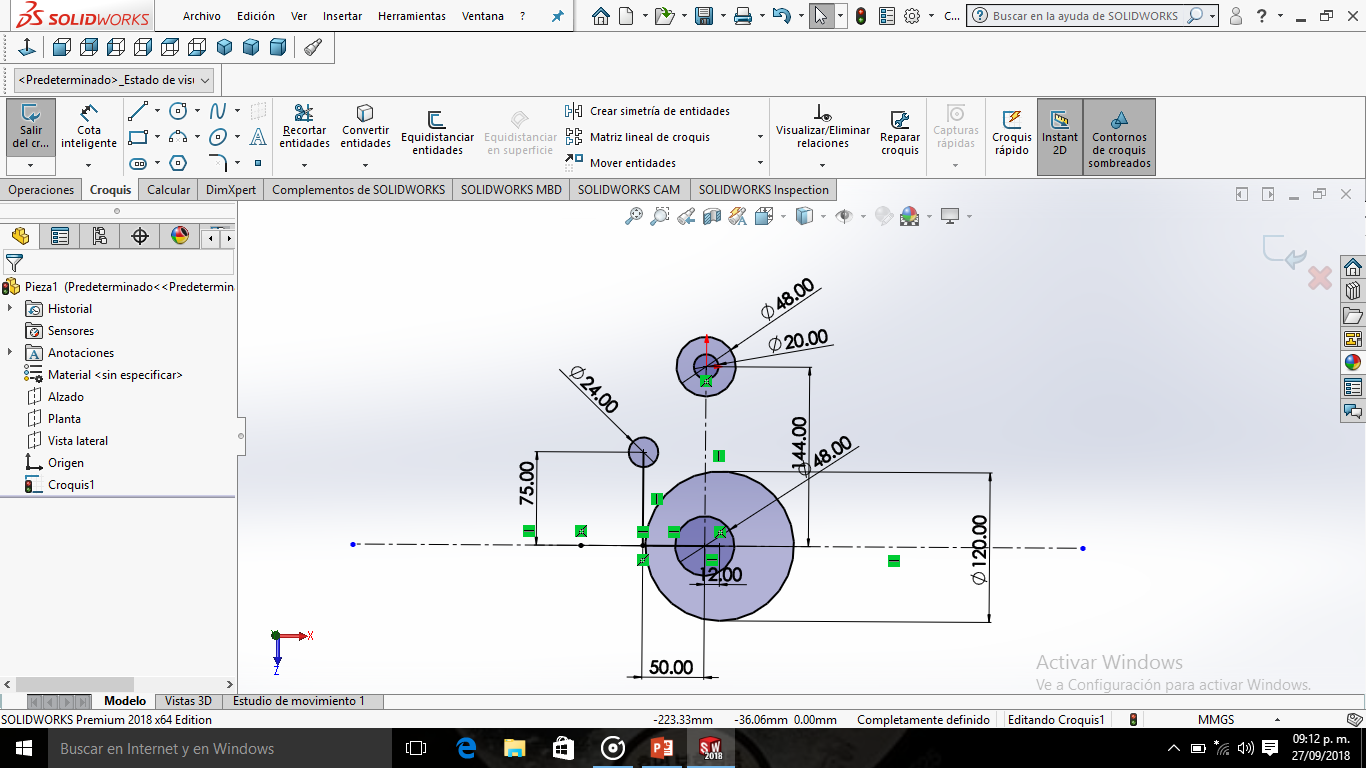 SOLIDWORKS
Archivo Edición Ver Insertar Herramientas Ventana ?
C...
Buscar en la ayuda de SOLIDWORKS
?
<Predeterminado>_Estado de visu
Salir del cr...
Cota inteligente
Recortar entidades
Convertir entidades
Equidistanciar entidades
Equidistanciar en superficie
Crear simetría de entidades
Matriz lineal de croquis
Mover entidades
Visualizar/Eliminar relaciones
Reparar croquis
Capturas rápidas
Croquis rápido
Instant 2D
Contornos de croquis sombreados
Operaciones Croquis Calcular DimXpert Complementos de SOLIDWORKS SOLIDWORKS MBD SOLIDWORKS CAM SOLIDWORKS Inspection
Pieza1 (Predeterminado<<Predetermin
Historial
Sensores
Anotaciones
Material <sin especificar>
Alzado
Planta
Vista lateral
Origen
Croquis1
∅48.00
∅20.00
∅24.00
144.00
∅48.00
75.00
∅120.00
12.00
50.00
X
Z
Activar Windows
Ve a Configuración para activar Windows.
Modelo Vistas 3D Estudio de movimiento 1
SOLIDWORKS Premium 2018 x64 Edition
-223.33mm -36.06mm 0.00mm Completamente definido Editando Croquis1 MMGS
Buscar en Internet y en Windows
09:12 p. m.
27/09/2018